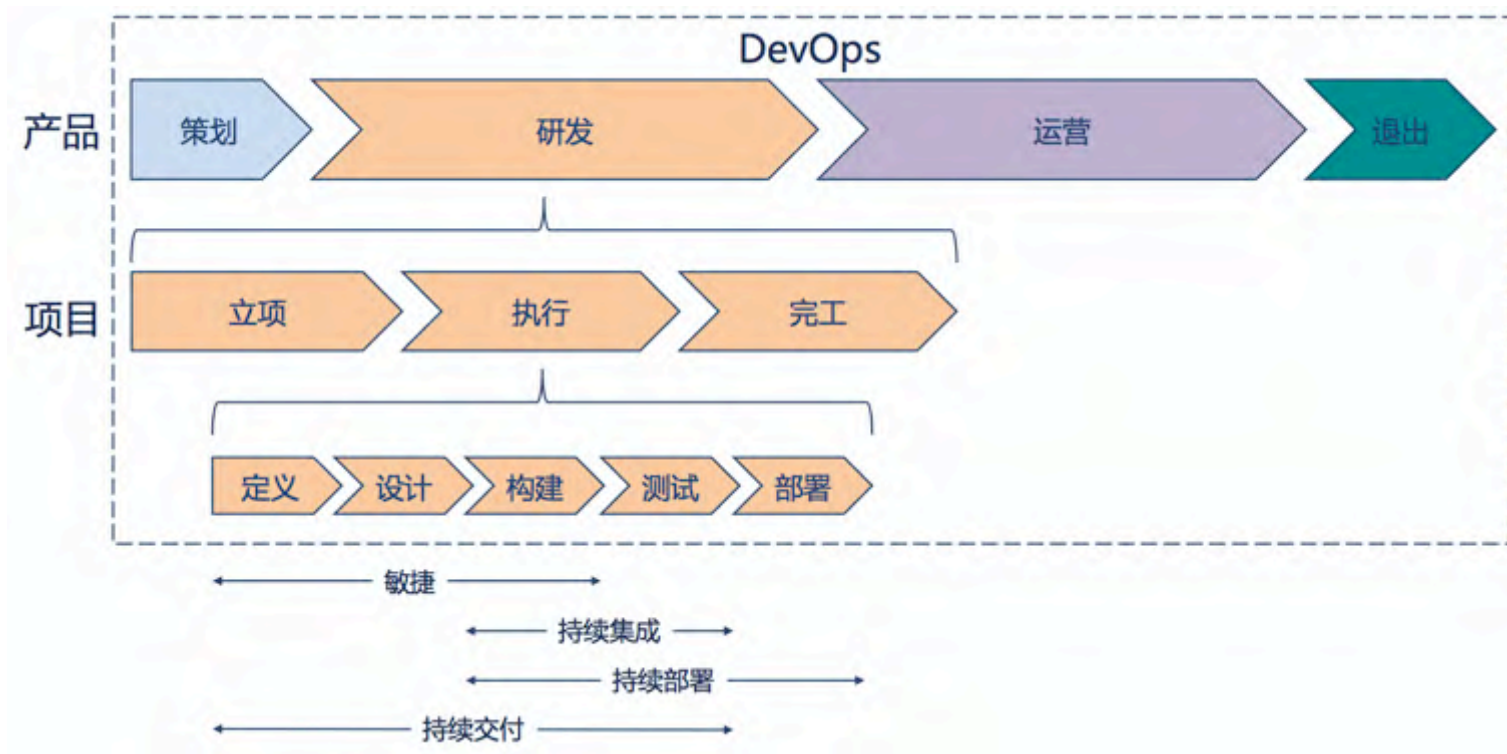 DevOps
产品
策划
研发
运营
退出
项目
立项
执行
完工
定义
设计
构建
测试
部署
敏捷
持续集成
持续部署
持续交付